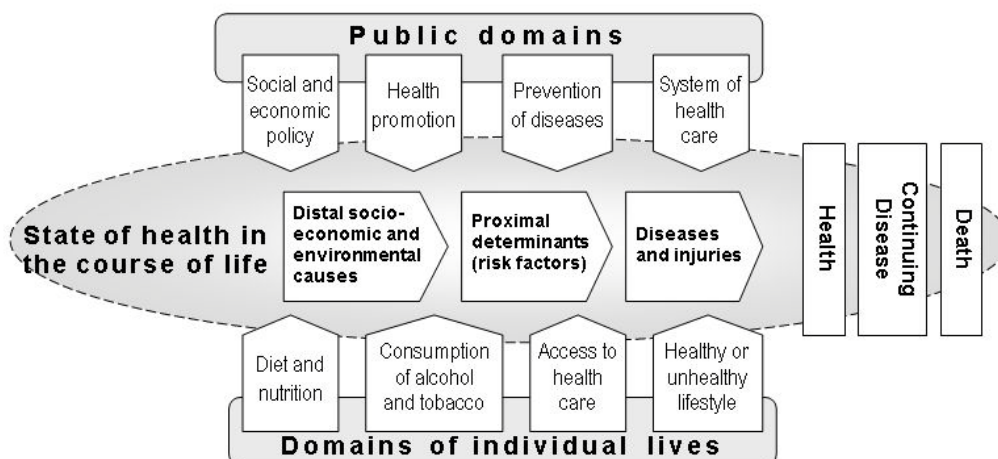 Public domains
Social and
economic
policy
Health
promotion
Prevention
of diseases
System of
health
care
State of health in
the course of life
Distal socio-
economic and
environmental
causes
Proximal
determinants
(risk factors)
Diseases
and injuries
Health
Continuing
Disease
Death
Diet and
nutrition
Consumption
of alcohol
and tobacco
Access to
health
care
Healthy or
unhealthy
lifestyle
Domains of individual lives